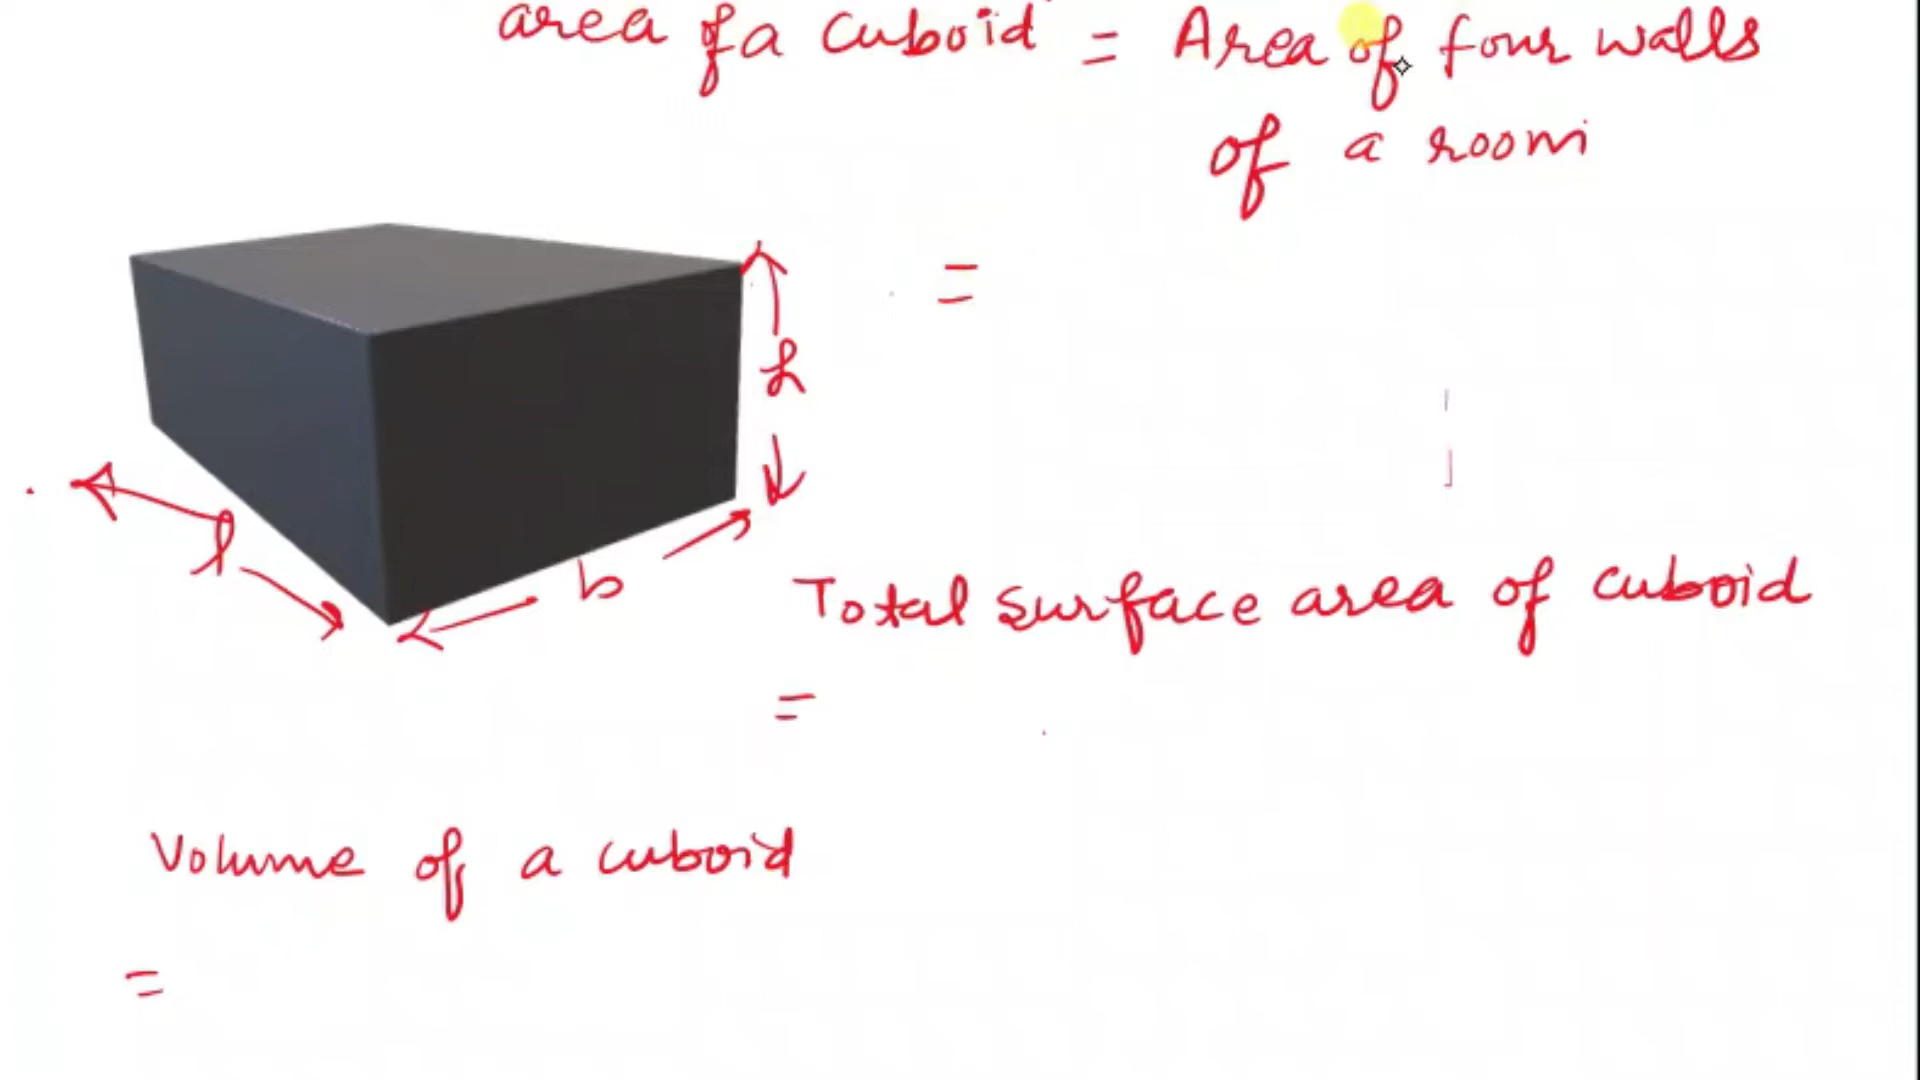 area of a cuboid = Area of four walls
of a room
=
h
l
b
Total surface area of cuboid
=
Volume of a cuboid
=